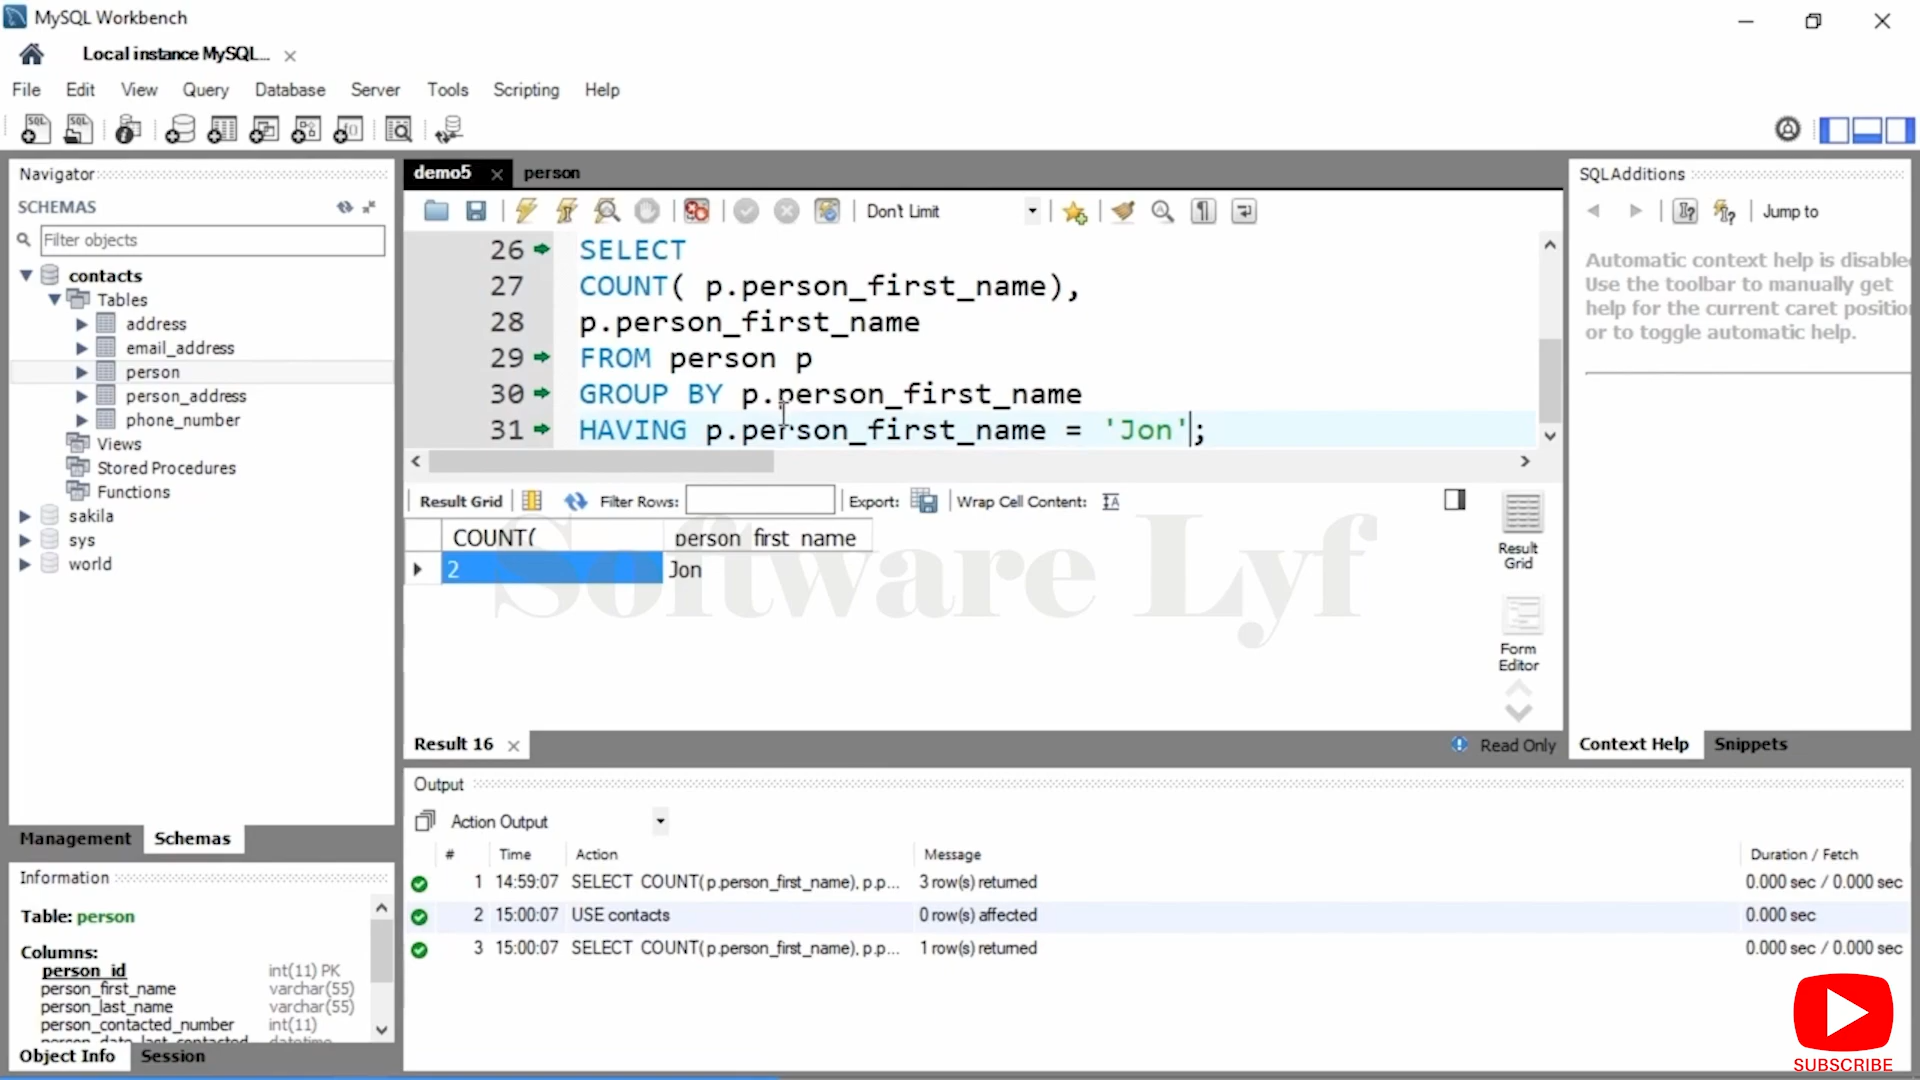 MySQL Workbench
Local instance MySQL...
File Edit View Query Database Server Tools Scripting Help
Navigator
SCHEMAS
Filter objects
contacts
Tables
address
email_address
person
person_address
phone_number
Views
Stored Procedures
Functions
sakila
sys
world
Management Schemas
Information
Table: person
Columns:
person_id int(11) PK
person_first_name varchar(55)
person_last_name varchar(55)
person_contacted_number int(11)
person_date_last_contacted datetime
Object Info Session
demo5 person
Don't Limit
26 SELECT
27 COUNT( p.person_first_name),
28 p.person_first_name
29 FROM person p
30 GROUP BY p.person_first_name
31 HAVING p.person_first_name = 'Jon';
Result Grid Filter Rows: Export: Wrap Cell Content:
COUNT( person_first_name
2 Jon
Software Lyf
Result Grid
Form Editor
Result 16 Read Only
Output
Action Output
# Time Action Message Duration / Fetch
1 14:59:07 SELECT COUNT( p.person_first_name), p.p... 3 row(s) returned 0.000 sec / 0.000 sec
2 15:00:07 USE contacts 0 row(s) affected 0.000 sec
3 15:00:07 SELECT COUNT( p.person_first_name), p.p... 1 row(s) returned 0.000 sec / 0.000 sec
SQLAdditions
Jump to
Automatic context help is disable
Use the toolbar to manually get
help for the current caret positio
or to toggle automatic help.
Context Help Snippets
SUBSCRIBE